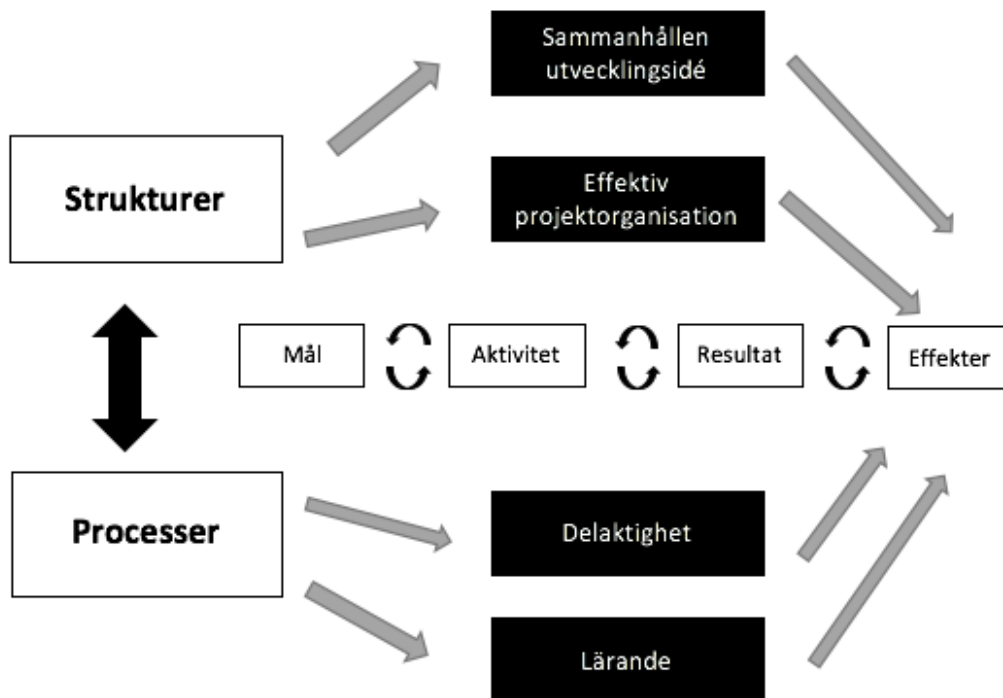 Sammanhållen
utvecklingsidé
Strukturer
Effektiv
projektorganisation
Mål
Aktivitet
Resultat
Effekter
Processer
Delaktighet
Lärande